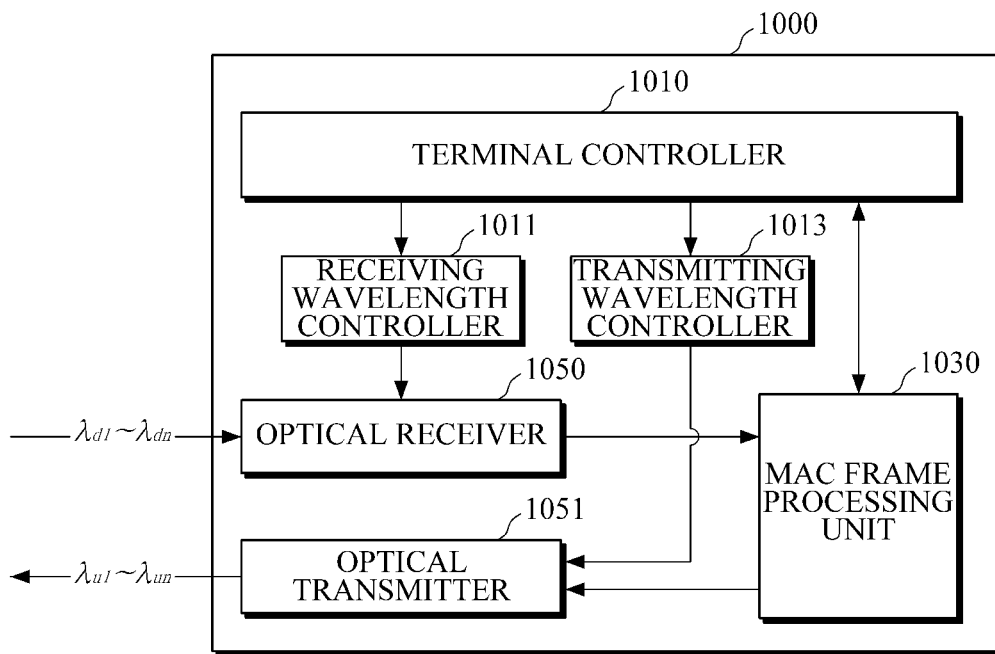 1000
1010
TERMINAL CONTROLLER
1011
1013
RECEIVING
WAVELENGTH
CONTROLLER
TRANSMITTING
WAVELENGTH
CONTROLLER
1050
1030
λd1~λdn
OPTICAL RECEIVER
MAC FRAME
PROCESSING
UNIT
1051
λu1~λun
OPTICAL
TRANSMITTER